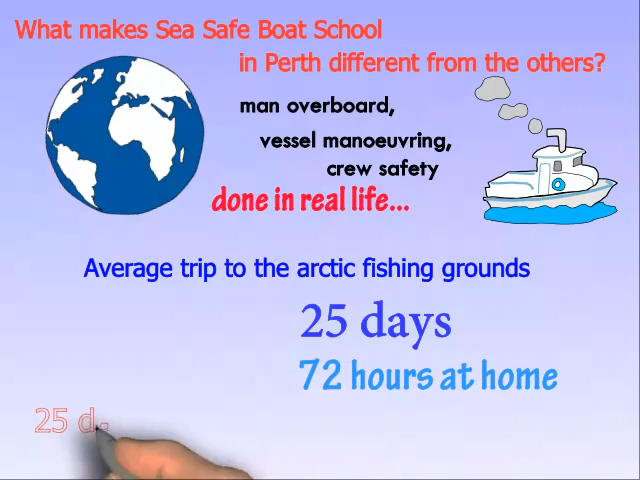 What makes Sea Safe Boat School
in Perth different from the others?
man overboard,
vessel manoeuvring,
crew safety
done in real life...
Average trip to the arctic fishing grounds
25 days
72 hours at home
25